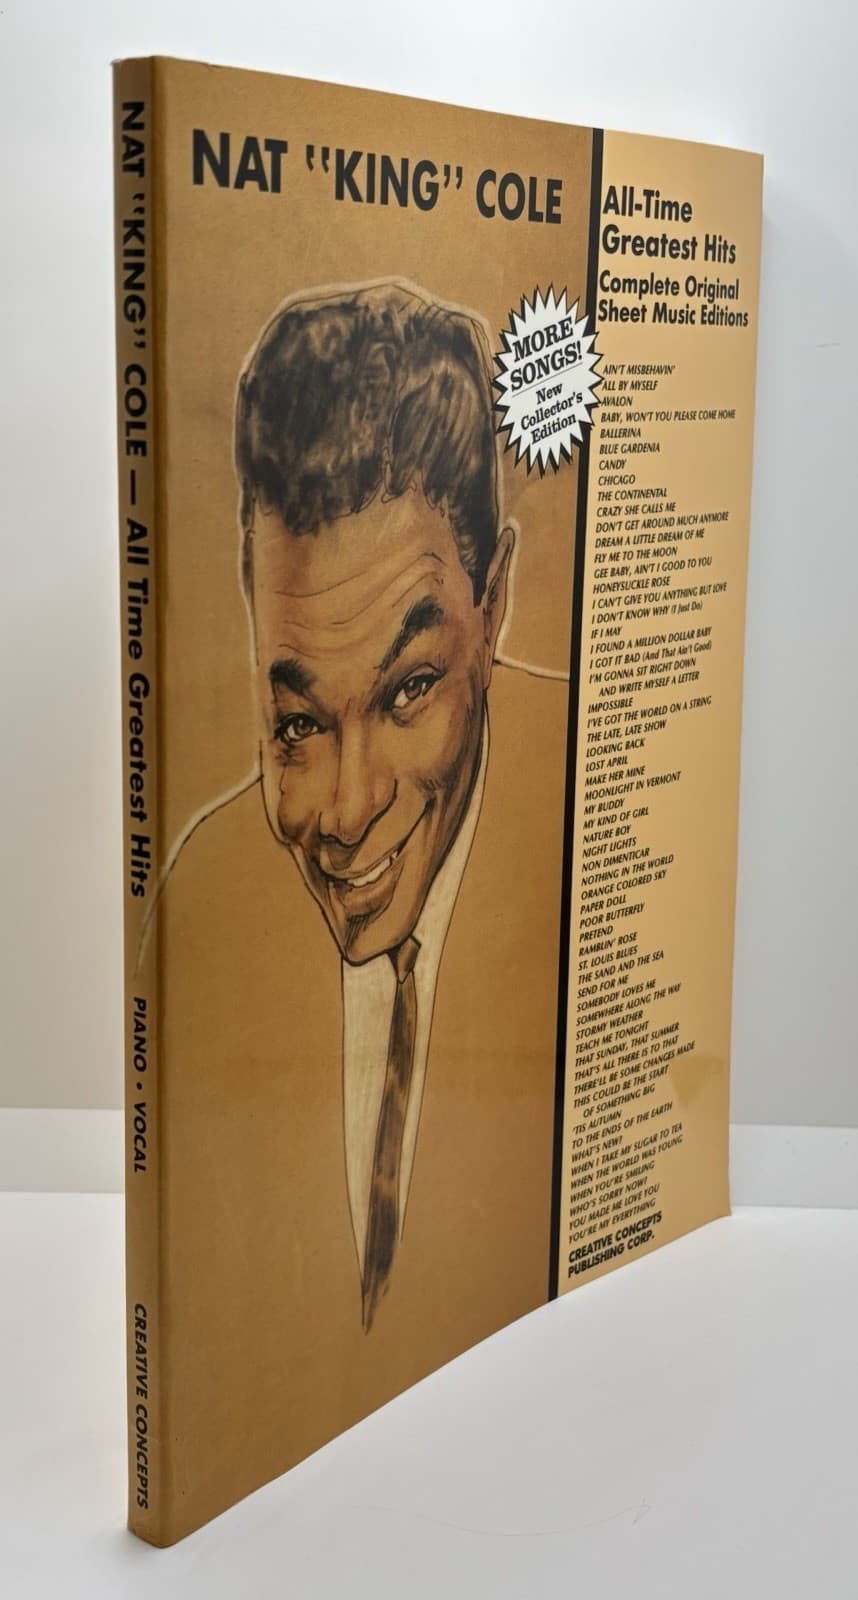 NAT "KING" COLE — All Time Greatest Hits
PIANO • VOCAL
CREATIVE CONCEPTS
NAT "KING" COLE
All-Time
Greatest Hits
Complete Original
Sheet Music Editions
MORE
SONGS!
New
Collector's
Edition
AIN'T MISBEHAVIN'
ALL BY MYSELF
AVALON
BABY, WON'T YOU PLEASE COME HOME
BALLERINA
BLUE GARDENIA
CANDY
CHICAGO
THE CONTINENTAL
CRAZY SHE CALLS ME
DON'T GET AROUND MUCH ANYMORE
DREAM A LITTLE DREAM OF ME
FLY ME TO THE MOON
GEE BABY, AIN'T I GOOD TO YOU
HONEYSUCKLE ROSE
I CAN'T GIVE YOU ANYTHING BUT LOVE
I DON'T KNOW WHY (I Just Do)
IF I MAY
I FOUND A MILLION DOLLAR BABY
I GOT IT BAD (And That Ain't Good)
I'M GONNA SIT RIGHT DOWN
AND WRITE MYSELF A LETTER
IMPOSSIBLE
I'VE GOT THE WORLD ON A STRING
THE LATE, LATE SHOW
LOOKING BACK
LOST APRIL
MAKE HER MINE
MOONLIGHT IN VERMONT
MY BUDDY
MY KIND OF GIRL
NATURE BOY
NIGHT LIGHTS
NON DIMENTICAR
NOTHING IN THE WORLD
ORANGE COLORED SKY
PAPER DOLL
POOR BUTTERFLY
PRETEND
RAMBLIN' ROSE
ST. LOUIS BLUES
THE SAND AND THE SEA
SEND FOR ME
SOMEBODY LOVES ME
SOMEWHERE ALONG THE WAY
STORMY WEATHER
TEACH ME TONIGHT
THAT SUNDAY, THAT SUMMER
THAT'S ALL THERE IS TO THAT
THERE'LL BE SOME CHANGES MADE
THIS COULD BE THE START
OF SOMETHING BIG
'TIS AUTUMN
TO THE ENDS OF THE EARTH
WHAT'S NEW?
WHEN I TAKE MY SUGAR TO TEA
WHEN THE WORLD WAS YOUNG
WHEN YOU'RE SMILING
WHO'S SORRY NOW?
YOU MADE ME LOVE YOU
YOU'RE MY EVERYTHING
CREATIVE CONCEPTS
PUBLISHING CORP.